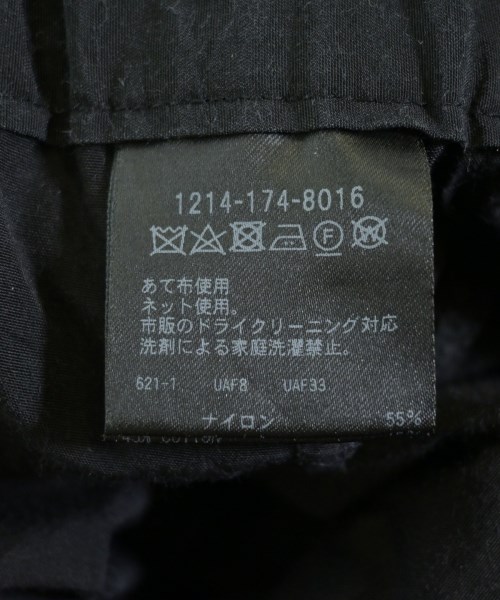 1214-174-8016
あて布使用
ネット使用。
市販のドライクリーニング対応
洗剤による家庭洗濯禁止。
621-1 UAF8 UAF33
ナイロン 55%